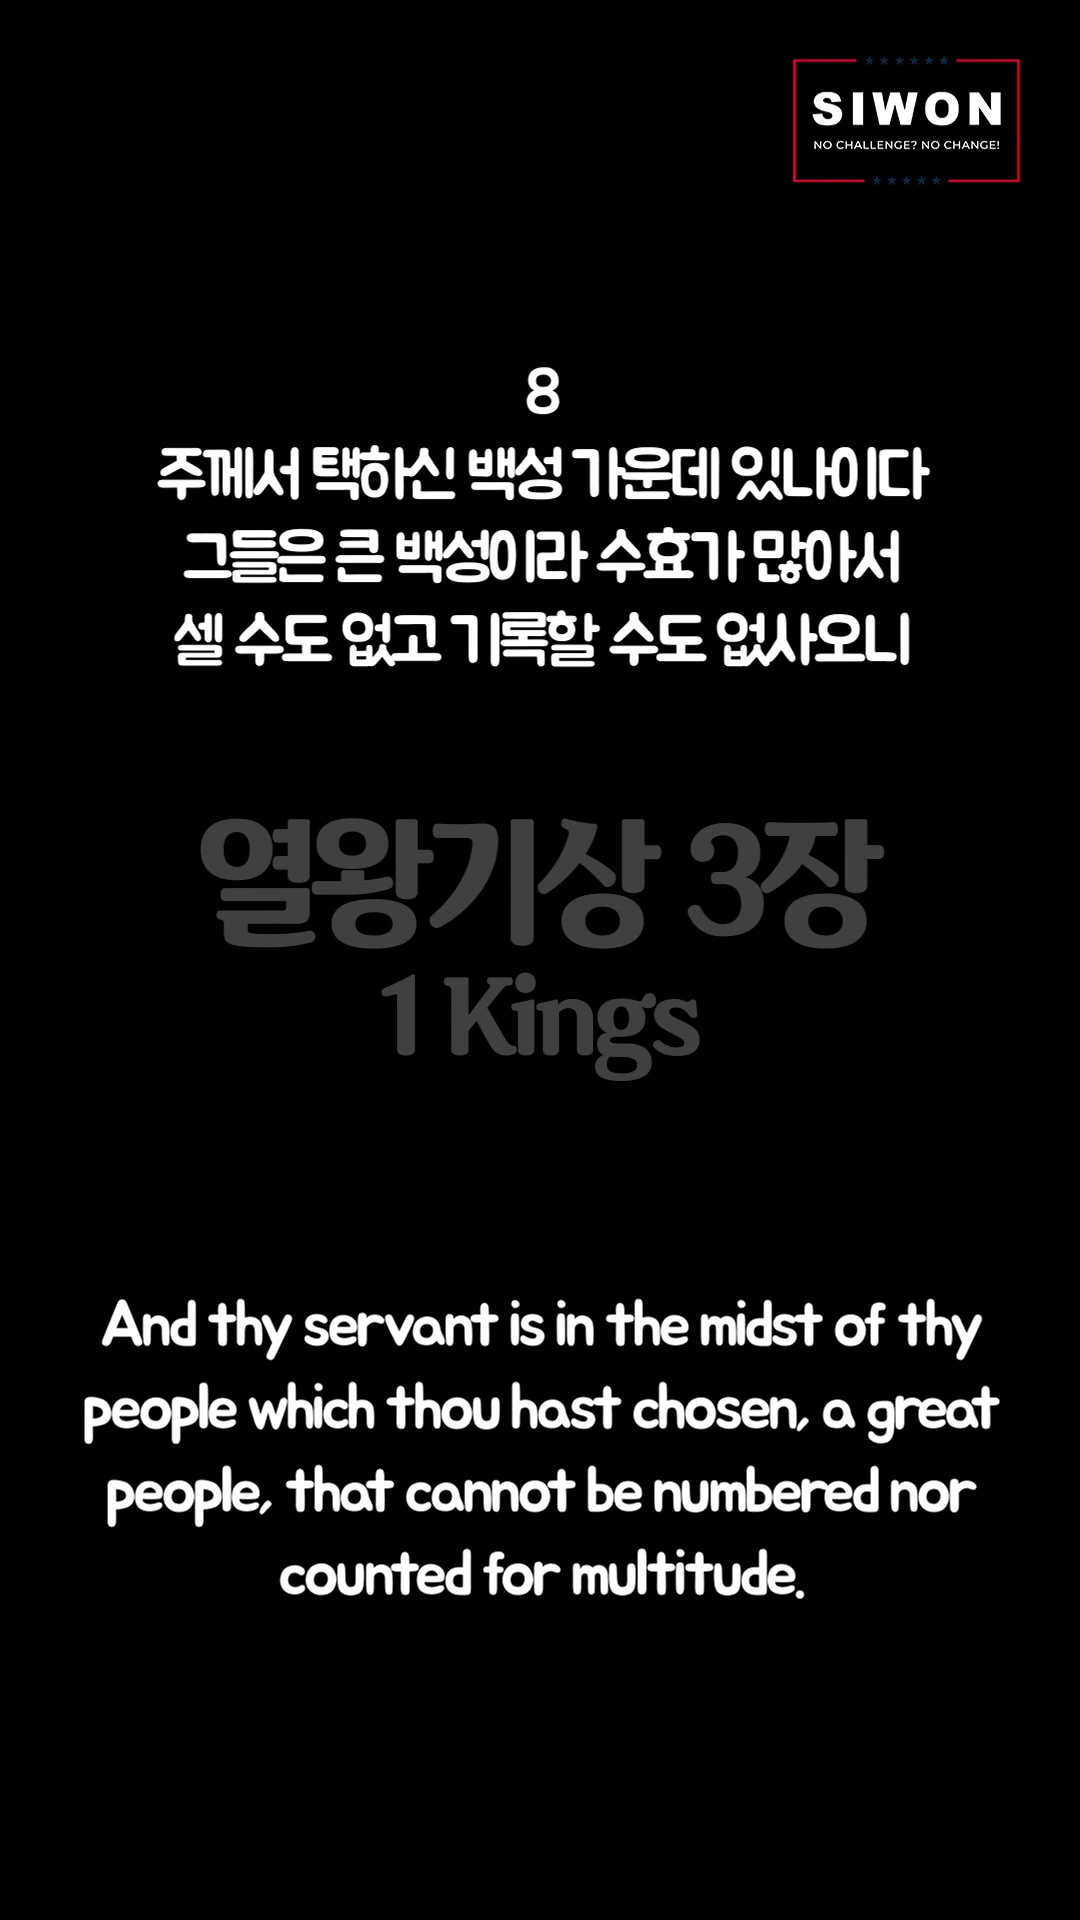 SIWON
NO CHALLENGE? NO CHANGE!
8
주께서 택하신 백성 가운데 있나이다
그들은 큰 백성이라 수효가 많아서
셀 수도 없고 기록할 수도 없사오니
열왕기상 3장
1 Kings
And thy servant is in the midst of thy
people which thou hast chosen, a great
people, that cannot be numbered nor
counted for multitude.